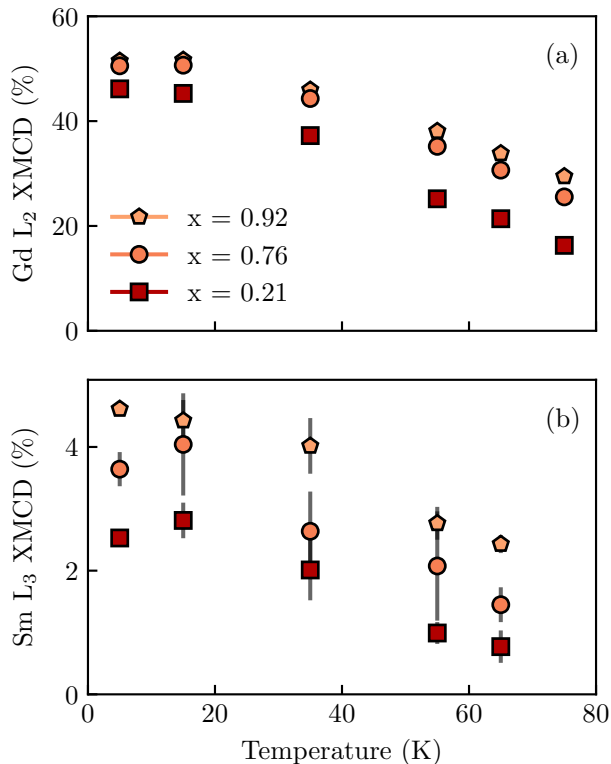 60
40
20
0
Gd L₂ XMCD (%)
(a)
x = 0.92
x = 0.76
x = 0.21
4
2
0
Sm L₃ XMCD (%)
(b)
0 20 40 60 80
Temperature (K)